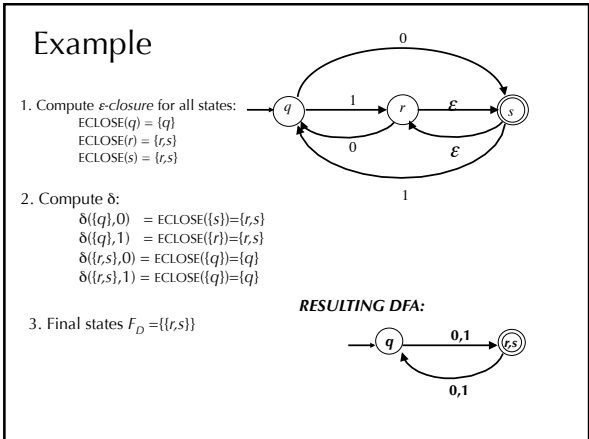 Example
1. Compute ε-closure for all states:
ECLOSE(q) = {q}
ECLOSE(r) = {r,s}
ECLOSE(s) = {r,s}
2. Compute δ:
δ({q},0) = ECLOSE({s})={r,s}
δ({q},1) = ECLOSE({r})={r,s}
δ({r,s},0) = ECLOSE({q})={q}
δ({r,s},1) = ECLOSE({q})={q}
3. Final states F_D ={{r,s}}
0
q
1
r
ε
s
0
ε
1
RESULTING DFA:
q
0,1
r,s
0,1